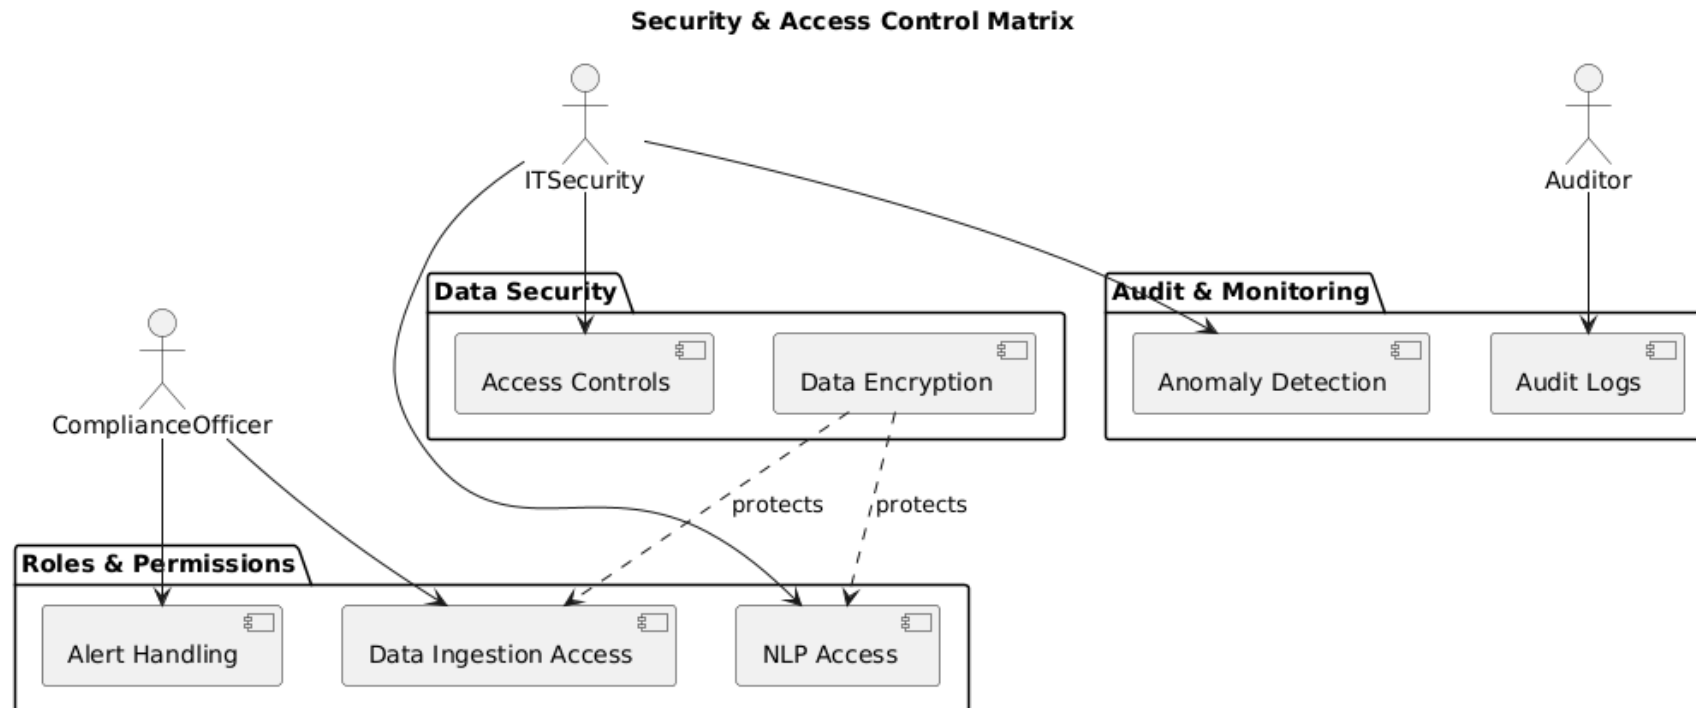 Security & Access Control Matrix
ITSecurity
Auditor
Data Security
Audit & Monitoring
Access Controls
Data Encryption
Anomaly Detection
Audit Logs
ComplianceOfficer
protects
protects
Roles & Permissions
Alert Handling
Data Ingestion Access
NLP Access